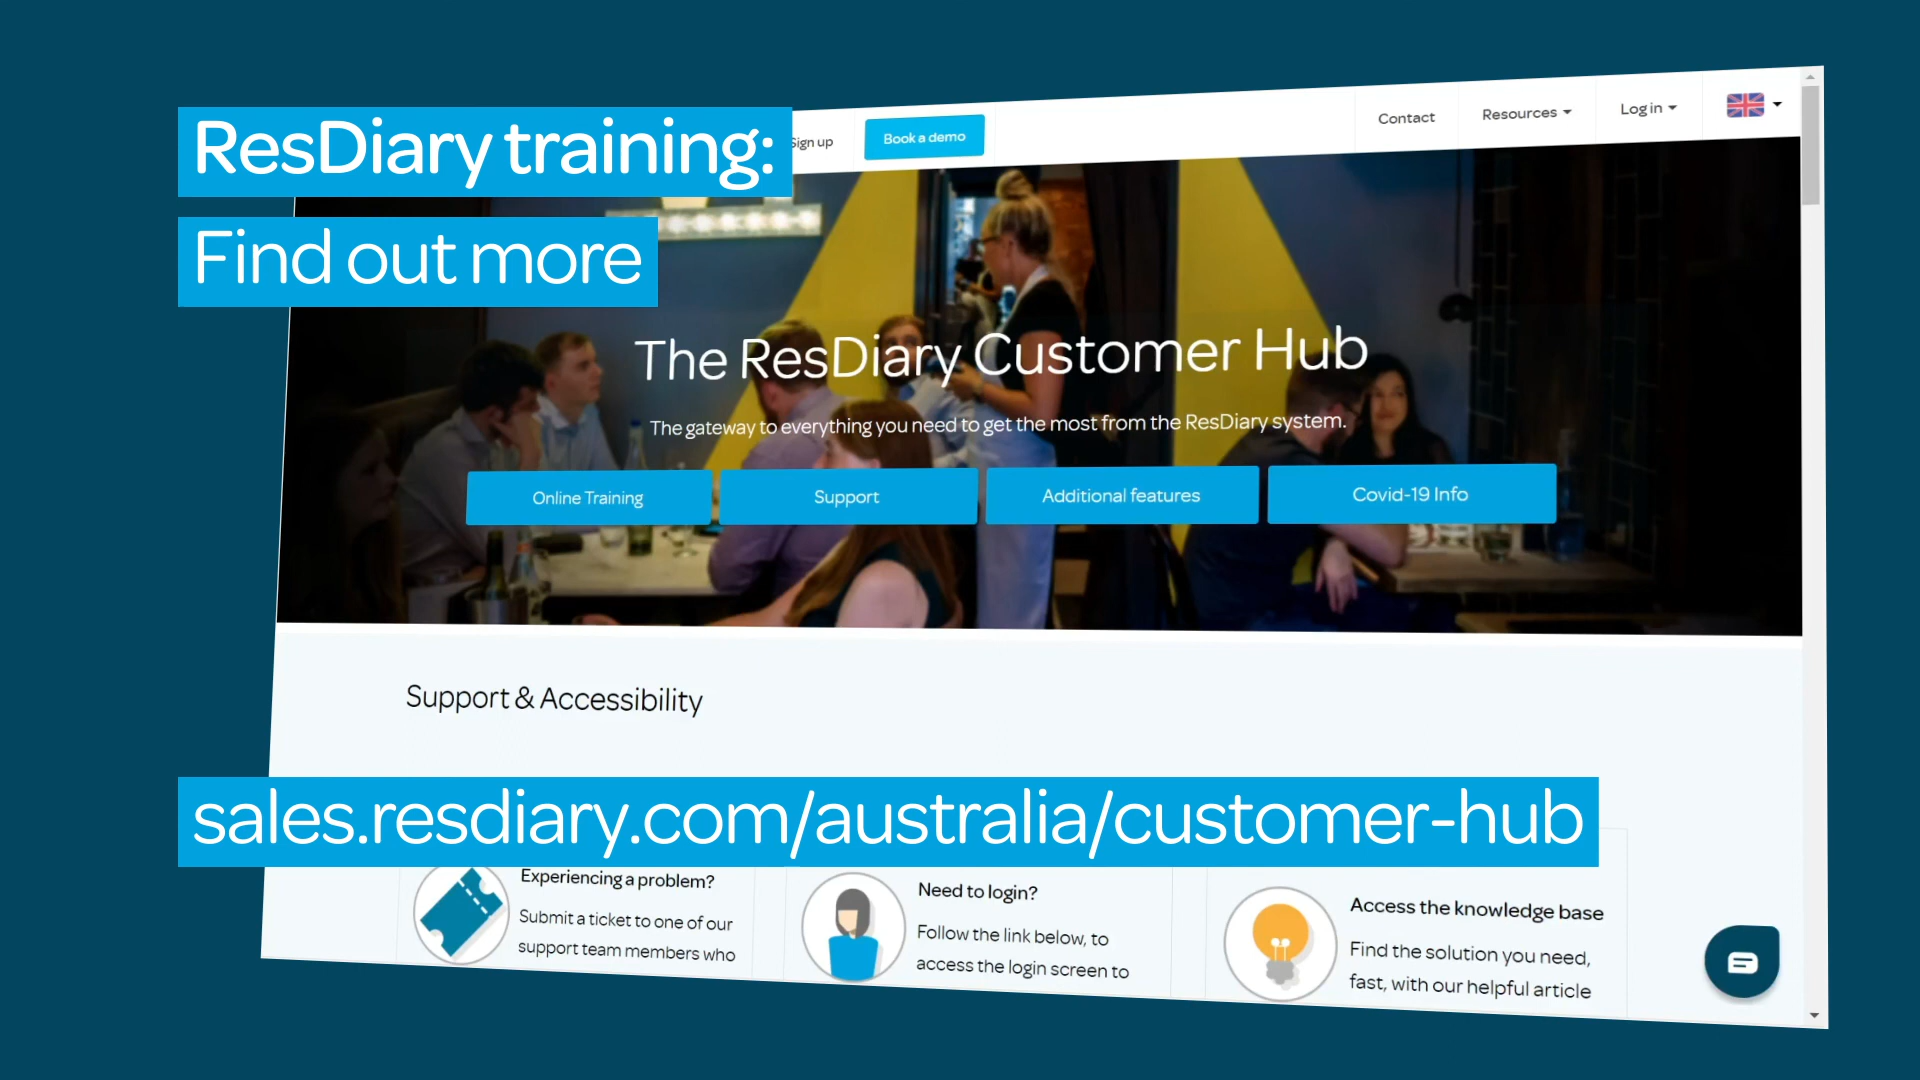 ResDiary training:
Find out more
Sign up
Book a demo
Contact
Resources
Log in
The ResDiary Customer Hub
The gateway to everything you need to get the most from the ResDiary system.
Online Training
Support
Additional features
Covid-19 Info
Support & Accessibility
sales.resdiary.com/australia/customer-hub
Experiencing a problem?
Submit a ticket to one of our
support team members who
Need to login?
Follow the link below, to
access the login screen to
Access the knowledge base
Find the solution you need,
fast, with our helpful article